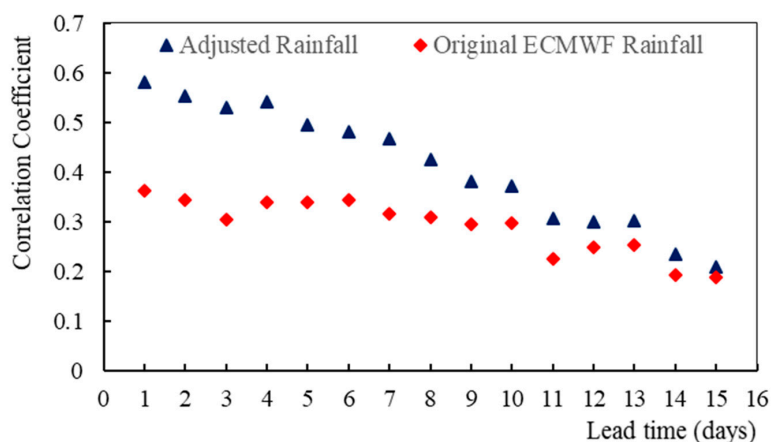 0.7
Adjusted Rainfall
Original ECMWF Rainfall
0.6
0.5
0.4
0.3
0.2
0.1
0
Correlation Coefficient
0 1 2 3 4 5 6 7 8 9 10 11 12 13 14 15 16
Lead time (days)